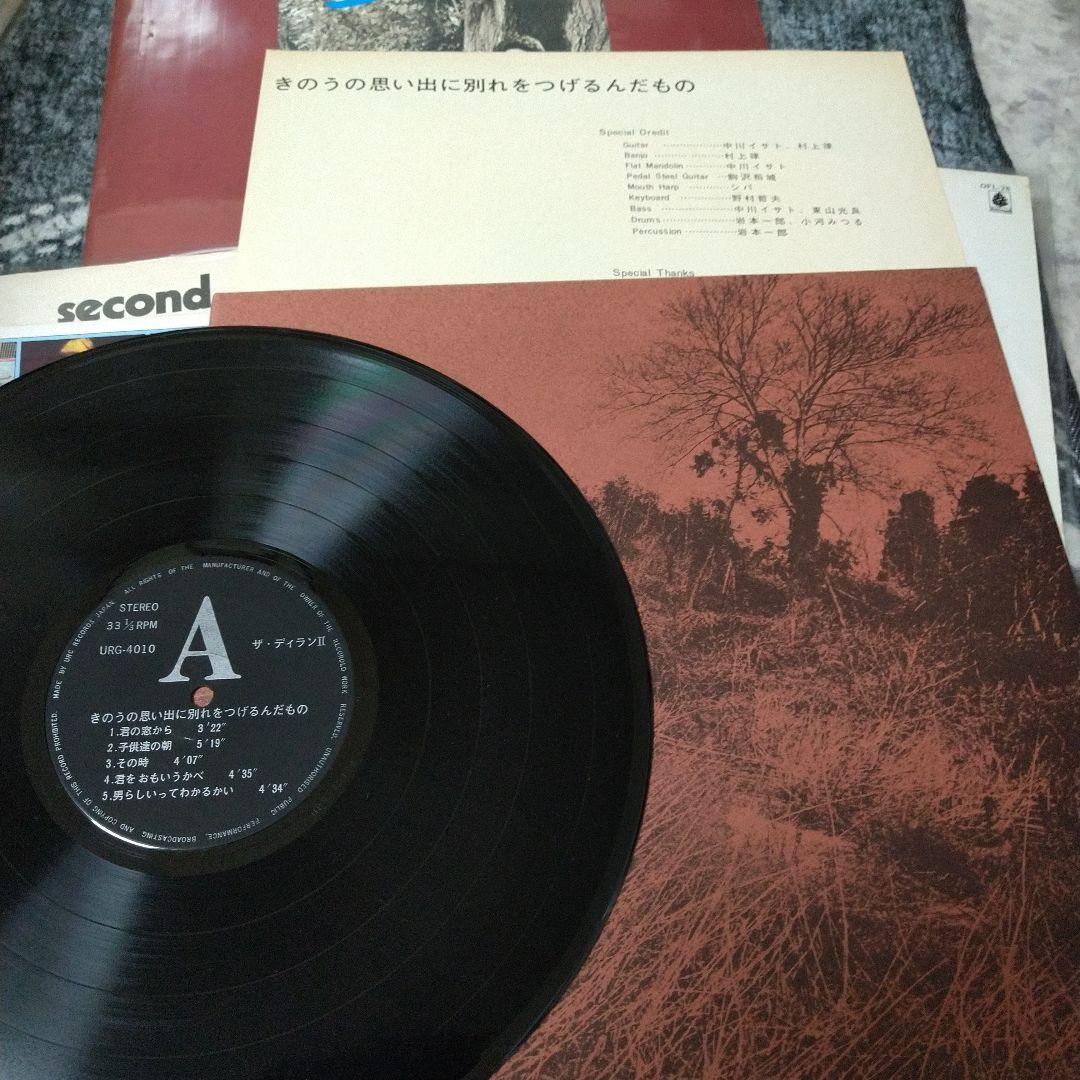 きのうの思い出に別れをつげるんだもの
Special Credit
Guitar ･･････････････････中川イサト、村上律
Banjo ･････････････････････村上律
Flat Mandolin ････････････中川イサト
Pedal Steel Guitar ･･･駒沢裕城
Mouth Harp ･････････････シバ
Keyboard ････････････････野村哲夫
Bass ･･････････････････････中川イサト、東山光良
Drums ･･････････････････････岩本一郎、小河みつる
Percussion ････････････････岩本一郎
Special Thanks
OFL-28
second
MADE BY URC RECORDS JAPAN ALL RIGHTS OF THE MANUFACTURER AND OF THE OWNER OF THE RECORDED WORK RESERVED. UNAUTHORISED PUBLIC PERFORMANCE, BROADCASTING AND COPYING OF THIS RECORD PROHIBITED.
STEREO
33 1/3 RPM
URG-4010
A
ザ・ディランⅡ
きのうの思い出に別れをつげるんだもの
1.君の窓から 3'22"
2.子供達の朝 5'19"
3.その時 4'07"
4.君をおもいうかべ 4'35"
5.男らしいってわかるかい 4'34"